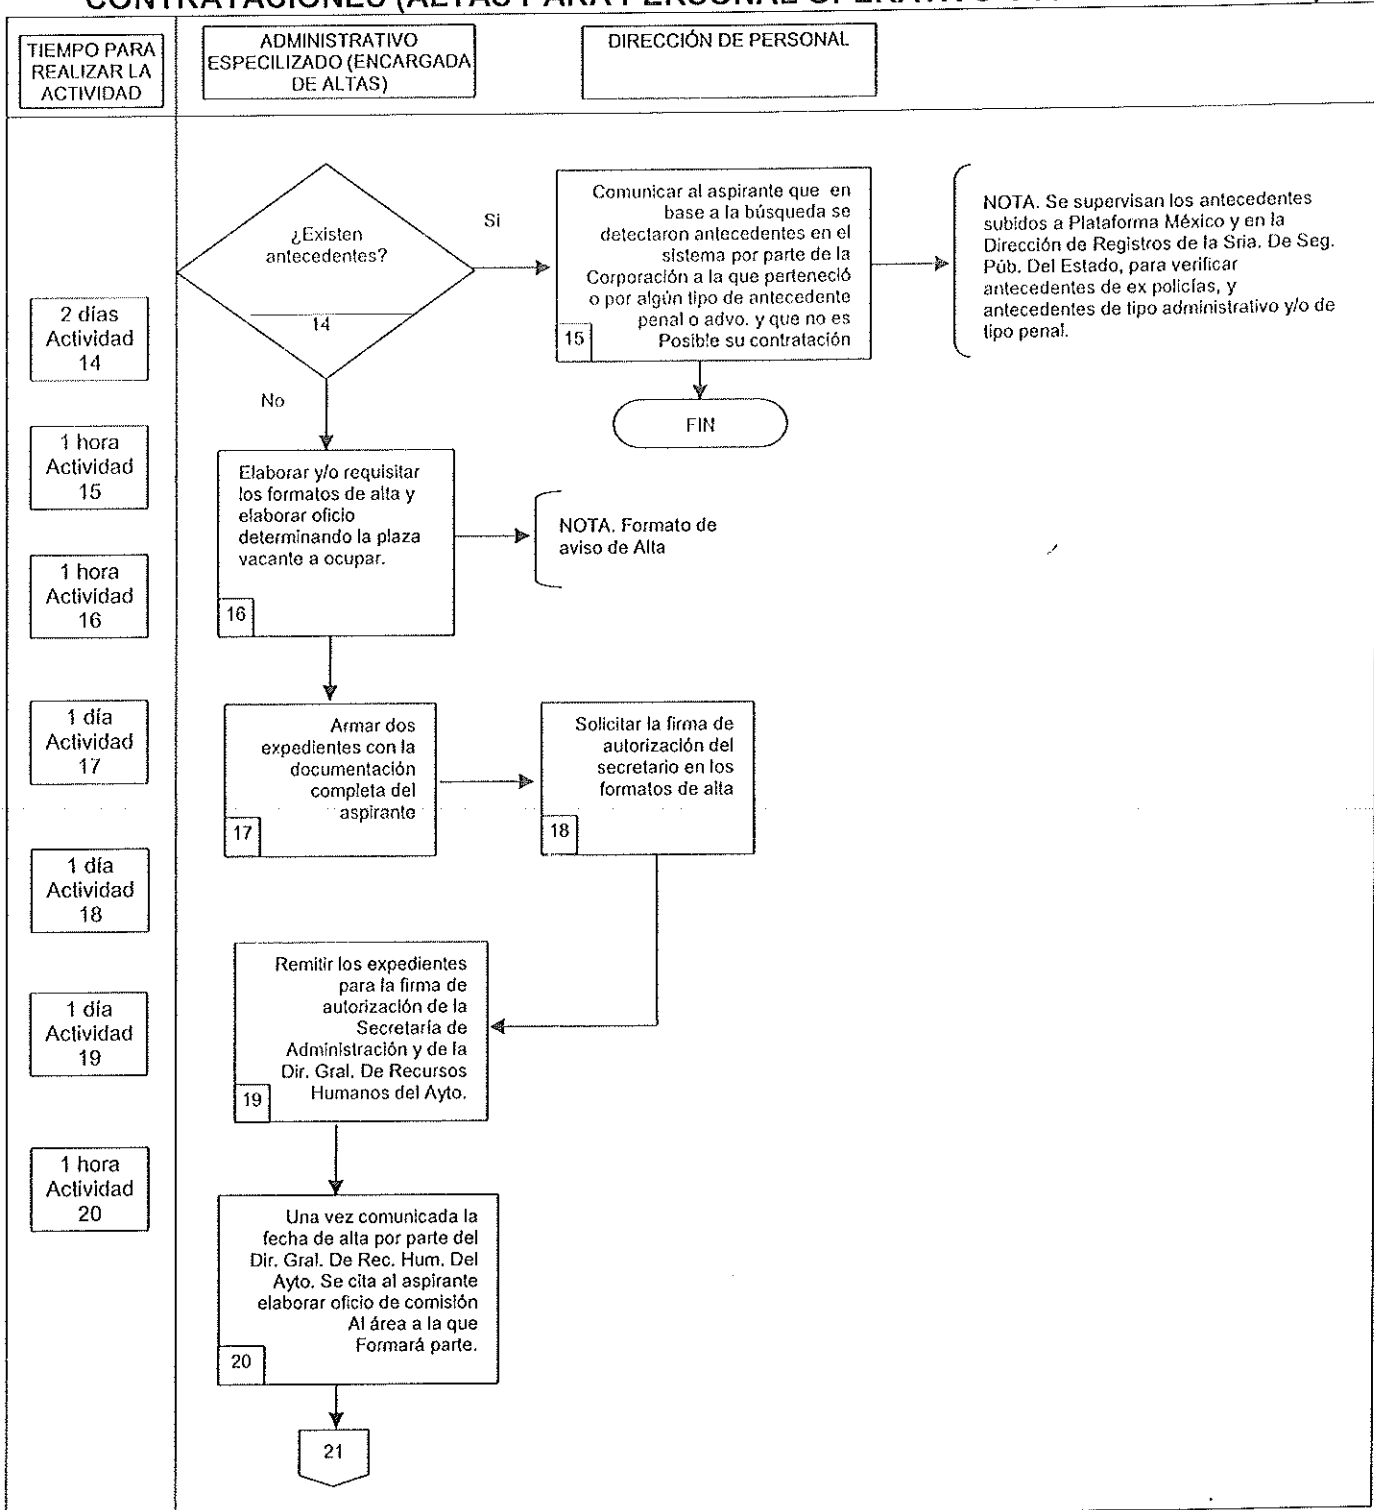 CONTRATACIONES (ALTAS PARA PERSONAL OPERATIVO
TIEMPO PARA
REALIZAR LA
ACTIVIDAD
ADMINISTRATIVO
ESPECILIZADO (ENCARGADA
DE ALTAS)
DIRECCIÓN DE PERSONAL
2 días
Actividad
14
1 hora
Actividad
15
1 hora
Actividad
16
1 día
Actividad
17
1 día
Actividad
18
1 día
Actividad
19
1 hora
Actividad
20
¿Existen
antecedentes?
14
Si
No
Comunicar al aspirante que en
base a la búsqueda se
detectaron antecedentes en el
sistema por parte de la
Corporación a la que perteneció
o por algún tipo de antecedente
penal o advo. y que no es
Posible su contratación
15
NOTA. Se supervisan los antecedentes
subidos a Plataforma México y en la
Dirección de Registros de la Sria. De Seg.
Púb. Del Estado, para verificar
antecedentes de ex policías, y
antecedentes de tipo administrativo y/o de
tipo penal.
FIN
Elaborar y/o requisitar
los formatos de alta y
elaborar oficio
determinando la plaza
vacante a ocupar.
16
NOTA. Formato de
aviso de Alta
Armar dos
expedientes con la
documentación
completa del
aspirante
17
Solicitar la firma de
autorización del
secretario en los
formatos de alta
18
Remitir los expedientes
para la firma de
autorización de la
Secretaría de
Administración y de la
Dir. Gral. De Recursos
Humanos del Ayto.
19
Una vez comunicada la
fecha de alta por parte del
Dir. Gral. De Rec. Hum. Del
Ayto. Se cita al aspirante
elaborar oficio de comisión
Al área a la que
Formará parte.
20
21